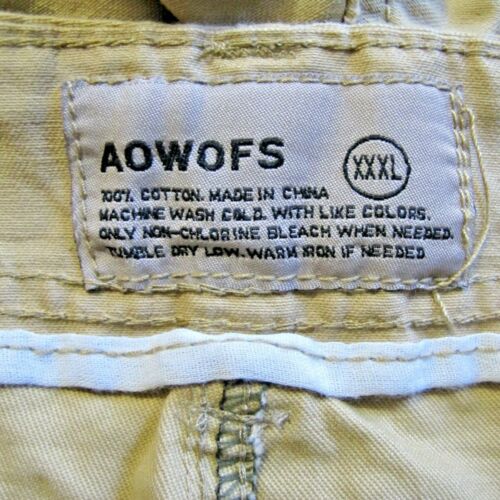 AOWOFS XXXL
100% COTTON. MADE IN CHINA
MACHINE WASH COLD. WITH LIKE COLORS.
ONLY NON-CHLORINE BLEACH WHEN NEEDED.
TUMBLE DRY LOW. WARM IRON IF NEEDED